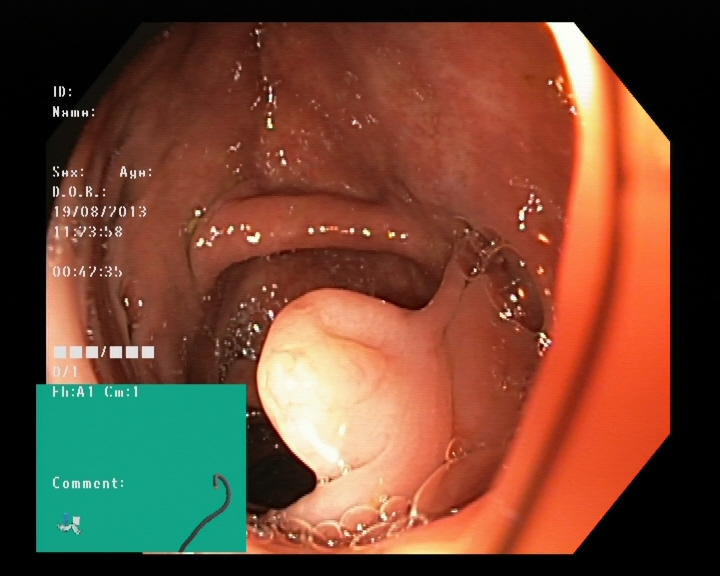 ID:
Name:
Sex: Age:
D.O.B.:
19/08/2013
11:23:58
00:42:35
■■■/■■■
0/1
Eh:A1 Cm:1
Comment: